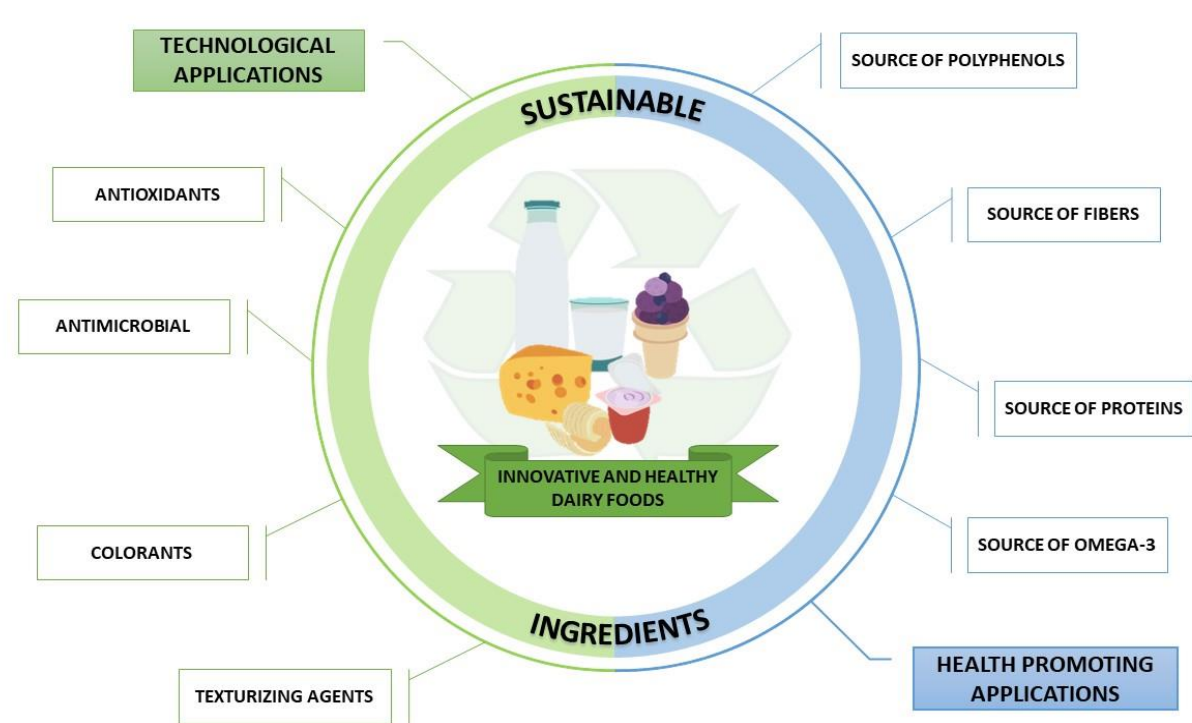 TECHNOLOGICAL
APPLICATIONS
SOURCE OF POLYPHENOLS
SUSTAINABLE
ANTIOXIDANTS
SOURCE OF FIBERS
ANTIMICROBIAL
SOURCE OF PROTEINS
INNOVATIVE AND HEALTHY
DAIRY FOODS
COLORANTS
SOURCE OF OMEGA-3
INGREDIENTS
TEXTURIZING AGENTS
HEALTH PROMOTING
APPLICATIONS